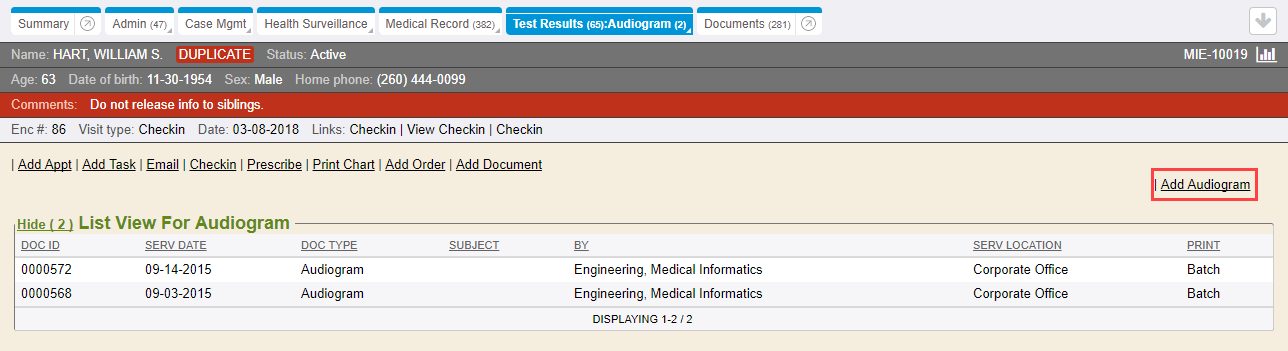 Summary Admin (47) Case Mgmt Health Surveillance Medical Record (382) Test Results (65):Audiogram (2) Documents (281)
Name: HART, WILLIAM S. DUPLICATE Status: Active MIE-10019
Age: 63 Date of birth: 11-30-1954 Sex: Male Home phone: (260) 444-0099
Comments: Do not release info to siblings.
Enc #: 86 Visit type: Checkin Date: 03-08-2018 Links: Checkin | View Checkin | Checkin
| Add Appt | Add Task | Email | Checkin | Prescribe | Print Chart | Add Order | Add Document
| Add Audiogram
Hide ( 2 ) List View For Audiogram
DOC ID SERV DATE DOC TYPE SUBJECT BY SERV LOCATION PRINT
0000572 09-14-2015 Audiogram Engineering, Medical Informatics Corporate Office Batch
0000568 09-03-2015 Audiogram Engineering, Medical Informatics Corporate Office Batch
DISPLAYING 1-2 / 2